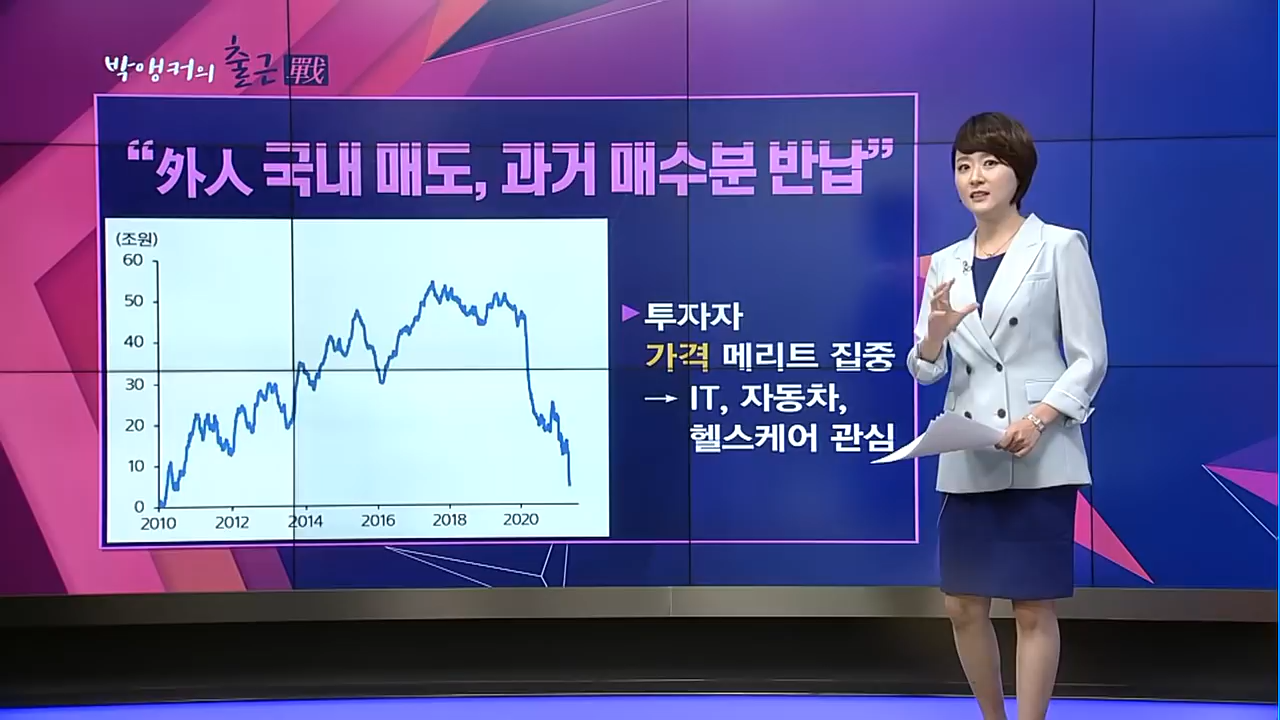 박앵커의 출근 戰
“外人 국내 매도, 과거 매수분 반납”
(조원)
60
50
40
30
20
10
0
2010 2012 2014 2016 2018 2020
▶투자자
가격 메리트 집중
→ IT, 자동차,
헬스케어 관심